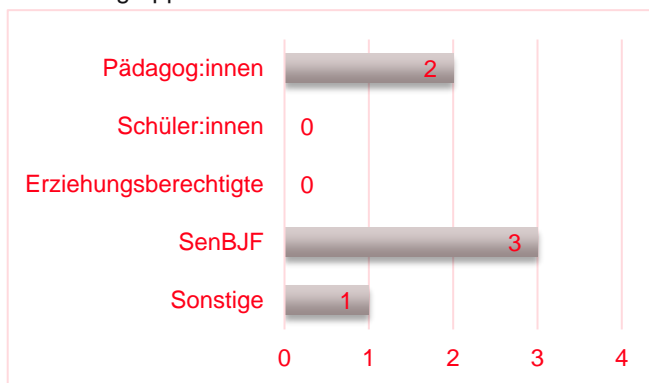 Pädagog:innen 2
Schüler:innen 0
Erziehungsberechtigte 0
SenBJF 3
Sonstige 1
0 1 2 3 4